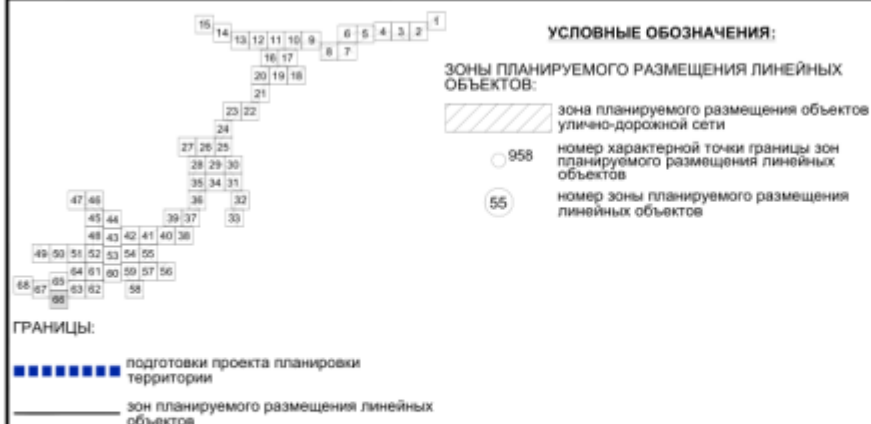 15 1
14 6 5 4 3 2
13 12 11 10 9
8 7
16 17
20 19 18
21
23 22
24
27 26 25
28 29 30
35 34 31
36 32
47 46
45 44 39 37 33
48 43 42 41 40 38
49 50 51 52 53 54 55
64 61 60 59 57 56
68 67 65 63 62 58
66
ГРАНИЦЫ:
подготовки проекта планировки
территории
зон планируемого размещения линейных
объектов
УСЛОВНЫЕ ОБОЗНАЧЕНИЯ:
ЗОНЫ ПЛАНИРУЕМОГО РАЗМЕЩЕНИЯ ЛИНЕЙНЫХ
ОБЪЕКТОВ:
зона планируемого размещения объектов
улично-дорожной сети
958 номер характерной точки границы зон
планируемого размещения линейных
объектов
55 номер зоны планируемого размещения
линейных объектов